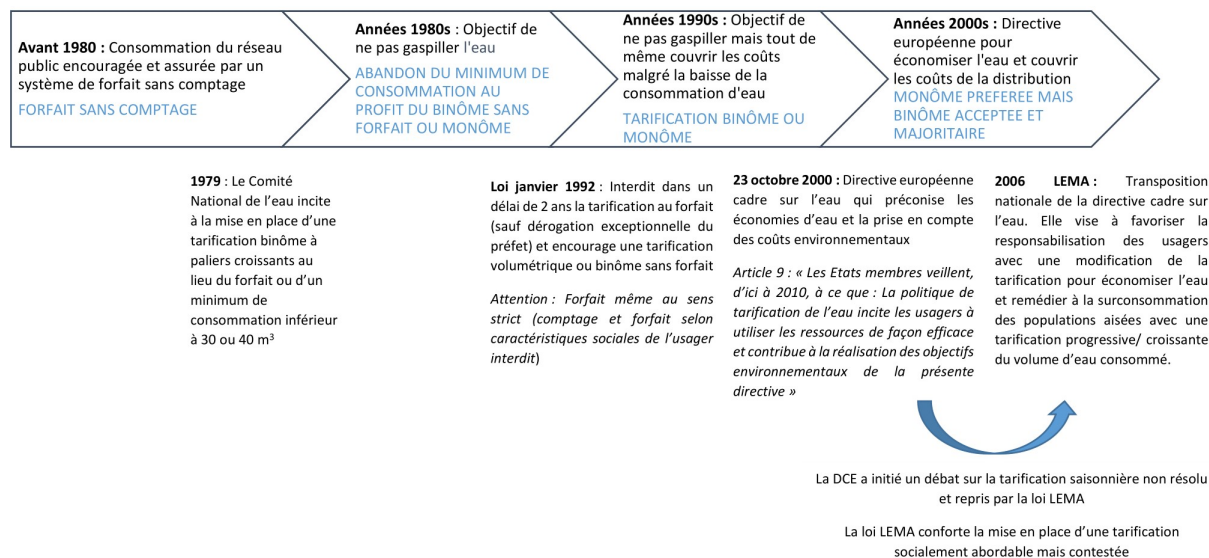 Avant 1980 : Consommation du réseau
public encouragée et assurée par un
système de forfait sans comptage
FORFAIT SANS COMPTAGE
Années 1980s : Objectif de
ne pas gaspiller l'eau
ABANDON DU MINIMUM DE
CONSOMMATION AU
PROFIT DU BINÔME SANS
FORFAIT OU MONÔME
Années 1990s : Objectif de
ne pas gaspiller mais tout de
même couvrir les coûts
malgré la baisse de la
consommation d'eau
TARIFICATION BINÔME OU
MONÔME
Années 2000s : Directive
européenne pour
économiser l'eau et couvrir
les coûts de la distribution
MONÔME PREFEREE MAIS
BINÔME ACCEPTEE ET
MAJORITAIRE
1979 : Le Comité
National de l'eau incite
à la mise en place d'une
tarification binôme à
paliers croissants au
lieu du forfait ou d'un
minimum de
consommation inférieur
à 30 ou 40 m³
Loi janvier 1992 : Interdit dans un
délai de 2 ans la tarification au forfait
(sauf dérogation exceptionnelle du
préfet) et encourage une tarification
volumétrique ou binôme sans forfait
Attention : Forfait même au sens
strict (comptage et forfait selon
caractéristiques sociales de l'usager
interdit)
23 octobre 2000 : Directive européenne
cadre sur l'eau qui préconise les
économies d'eau et la prise en compte
des coûts environnementaux
Article 9 : « Les Etats membres veillent,
d'ici à 2010, à ce que : La politique de
tarification de l'eau incite les usagers à
utiliser les ressources de façon efficace
et contribue à la réalisation des objectifs
environnementaux de la présente
directive »
2006 LEMA : Transposition
nationale de la directive cadre sur
l'eau. Elle vise à favoriser la
responsabilisation des usagers
avec une modification de la
tarification pour économiser l'eau
et remédier à la surconsommation
des populations aisées avec une
tarification progressive/ croissante
du volume d'eau consommé.
La DCE a initié un débat sur la tarification saisonnière non résolu
et repris par la loi LEMA
La loi LEMA conforte la mise en place d'une tarification
socialement abordable mais contestée